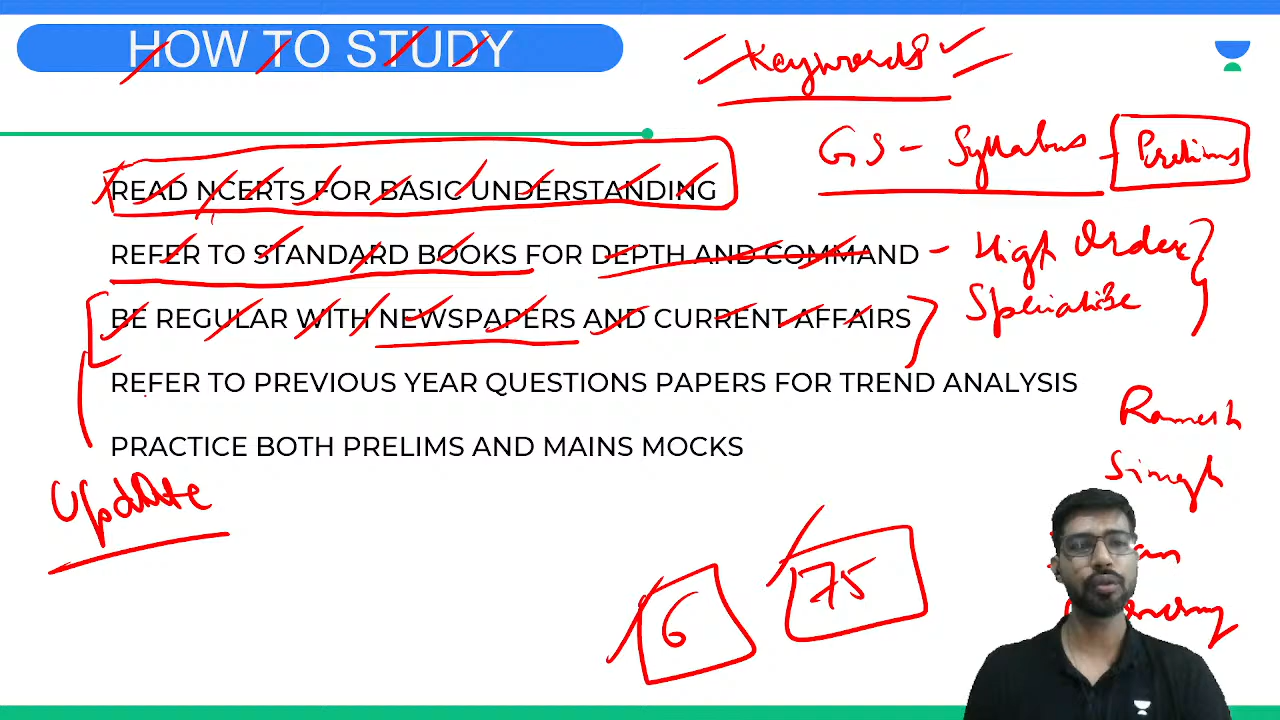 HOW TO STUDY
Keywords
GS - Syllabus - Prelims
READ NCERTS FOR BASIC UNDERSTANDING
REFER TO STANDARD BOOKS FOR DEPTH AND COMMAND - High Order
Specialize
BE REGULAR WITH NEWSPAPERS AND CURRENT AFFAIRS
REFER TO PREVIOUS YEAR QUESTIONS PAPERS FOR TREND ANALYSIS
Ramesh
PRACTICE BOTH PRELIMS AND MAINS MOCKS
Singh
Update
6
75